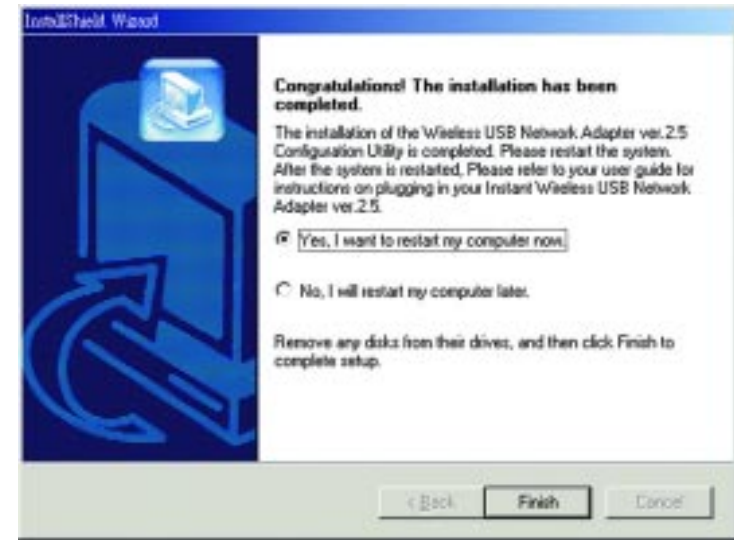 InstallShield Wizard
Congratulations! The installation has been
completed.
The installation of the Wireless USB Network Adapter ver.2.5
Configuration Utility is completed. Please restart the system.
After the system is restarted, Please refer to your user guide for
instructions on plugging in your Instant Wireless USB Network
Adapter ver.2.5.
Yes, I want to restart my computer now.
No, I will restart my computer later.
Remove any disks from their drives, and then click Finish to
complete setup.
< Back Finish Cancel